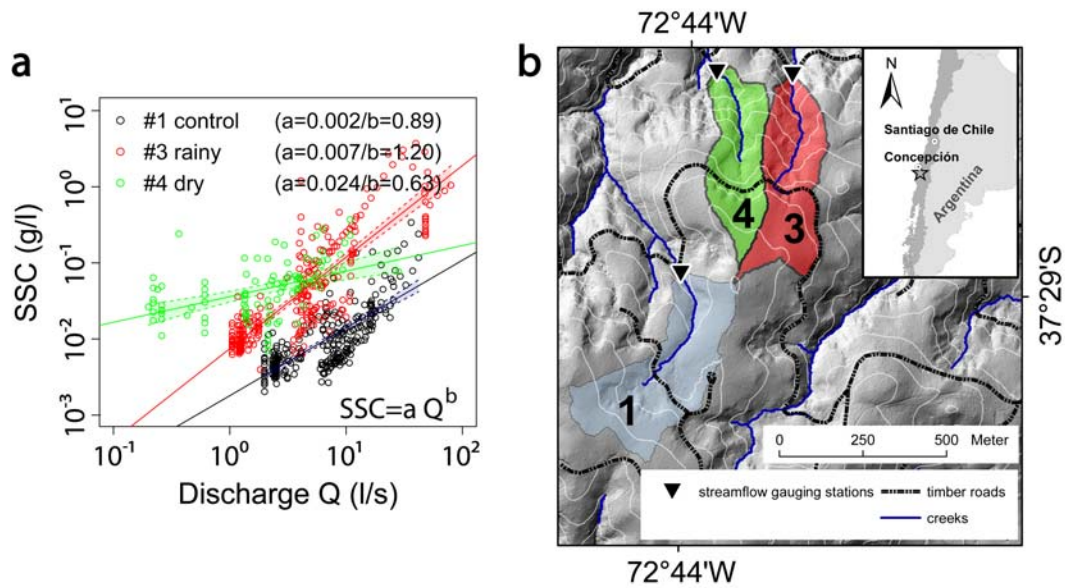 a
SSC (g/l)
10¹
10⁰
10⁻¹
10⁻²
10⁻³
#1 control (a=0.002/b=0.89)
#3 rainy (a=0.007/b=1.20)
#4 dry (a=0.024/b=0.63)
SSC=a Qᵇ
10⁻¹ 10⁰ 10¹ 10²
Discharge Q (l/s)
b
72°44'W
N
Santiago de Chile
Concepción
Argentina
4
3
1
37°29'S
0 250 500 Meter
streamflow gauging stations
timber roads
creeks
72°44'W